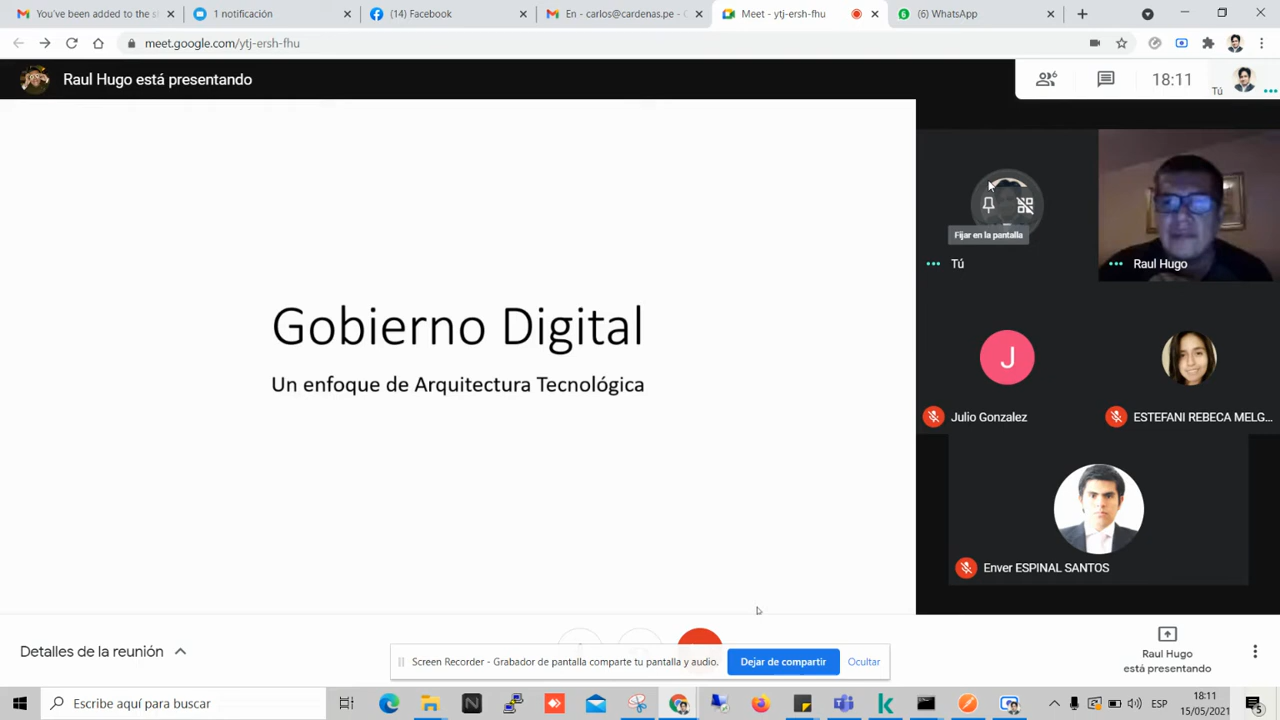 You've been added to the s
1 notificación
(14) Facebook
En - carlos@cardenas.pe - C
Meet - ytj-ersh-fhu
(6) WhatsApp
meet.google.com/ytj-ersh-fhu
Raul Hugo está presentando
6
18:11
Tú
Fijar en la pantalla
Tú
Raul Hugo
Gobierno Digital
Un enfoque de Arquitectura Tecnológica
J
Julio Gonzalez
ESTEFANI REBECA MELG...
Enver ESPINAL SANTOS
Detalles de la reunión
Screen Recorder - Grabador de pantalla comparte tu pantalla y audio.
Dejar de compartir
Ocultar
Raul Hugo
está presentando
Escribe aquí para buscar
ESP
18:11
15/05/2021
5